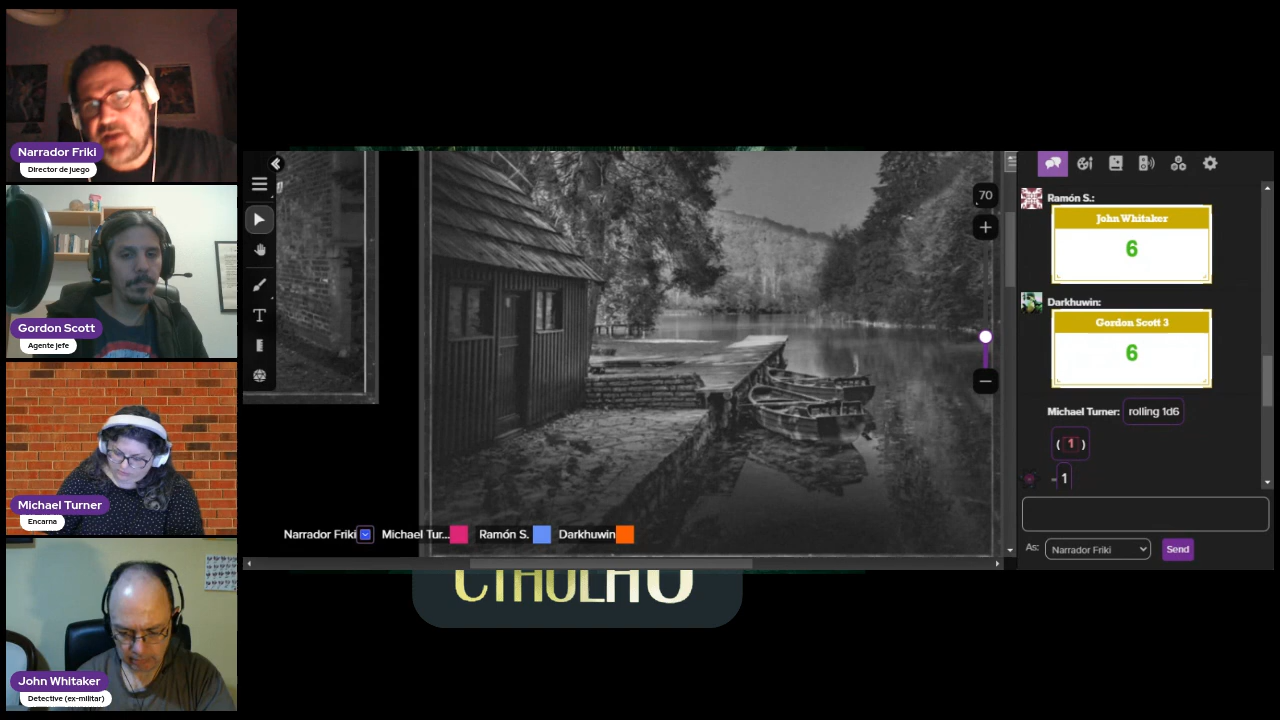 Narrador Friki
Director de juego
Gordon Scott
Agente jefe
Michael Turner
Encarna
John Whitaker
Detective (ex-militar)
70
Narrador Friki
Michael Tur...
Ramón S.
Darkhuwin
CTHULHU
Ramón S.:
John Whitaker
6
Darkhuwin:
Gordon Scott 3
6
Michael Turner: rolling 1d6
(1)
=1
As:
Narrador Friki
Send